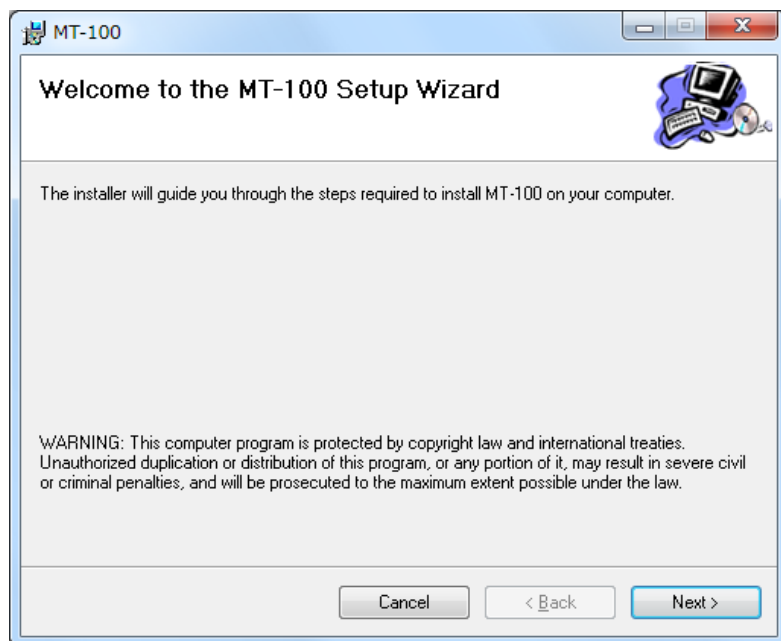 MT-100
Welcome to the MT-100 Setup Wizard
The installer will guide you through the steps required to install MT-100 on your computer.
WARNING: This computer program is protected by copyright law and international treaties.
Unauthorized duplication or distribution of this program, or any portion of it, may result in severe civil
or criminal penalties, and will be prosecuted to the maximum extent possible under the law.
Cancel
< Back
Next >